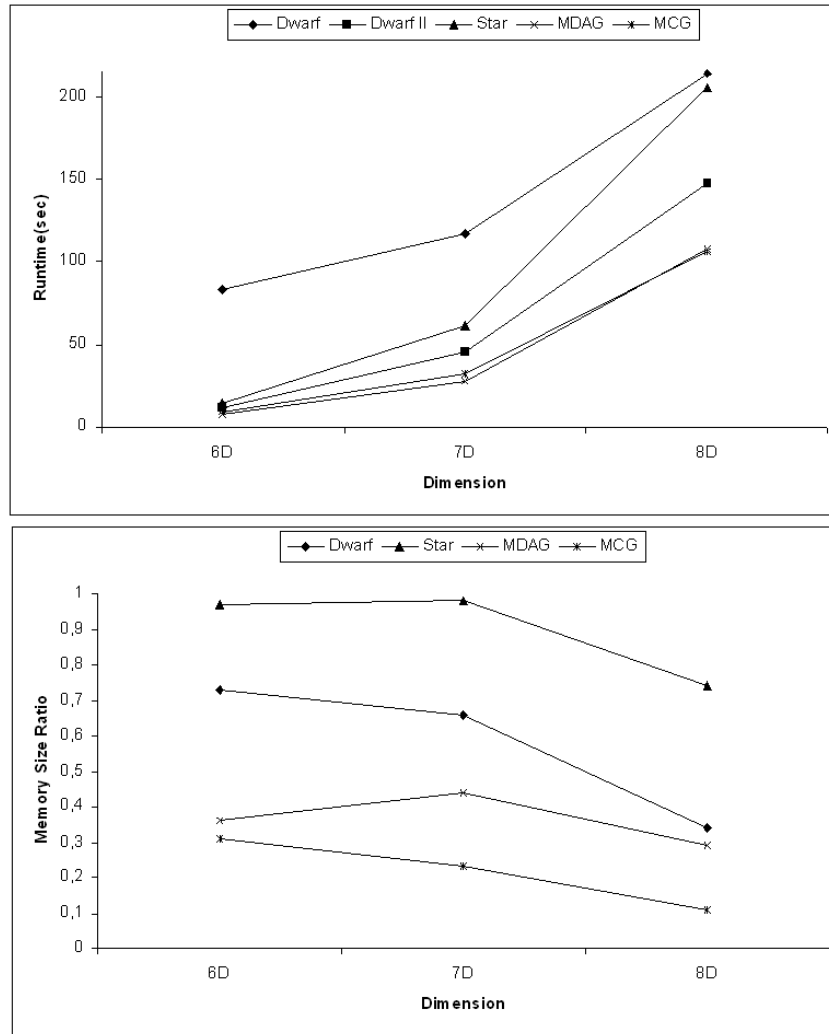 Dwarf Dwarf II Star MDAG MCG
200
150
100
50
0
Runtime(sec)
6D 7D 8D
Dimension
Dwarf Star MDAG MCG
1
0,9
0,8
0,7
0,6
0,5
0,4
0,3
0,2
0,1
0
Memory Size Ratio
6D 7D 8D
Dimension